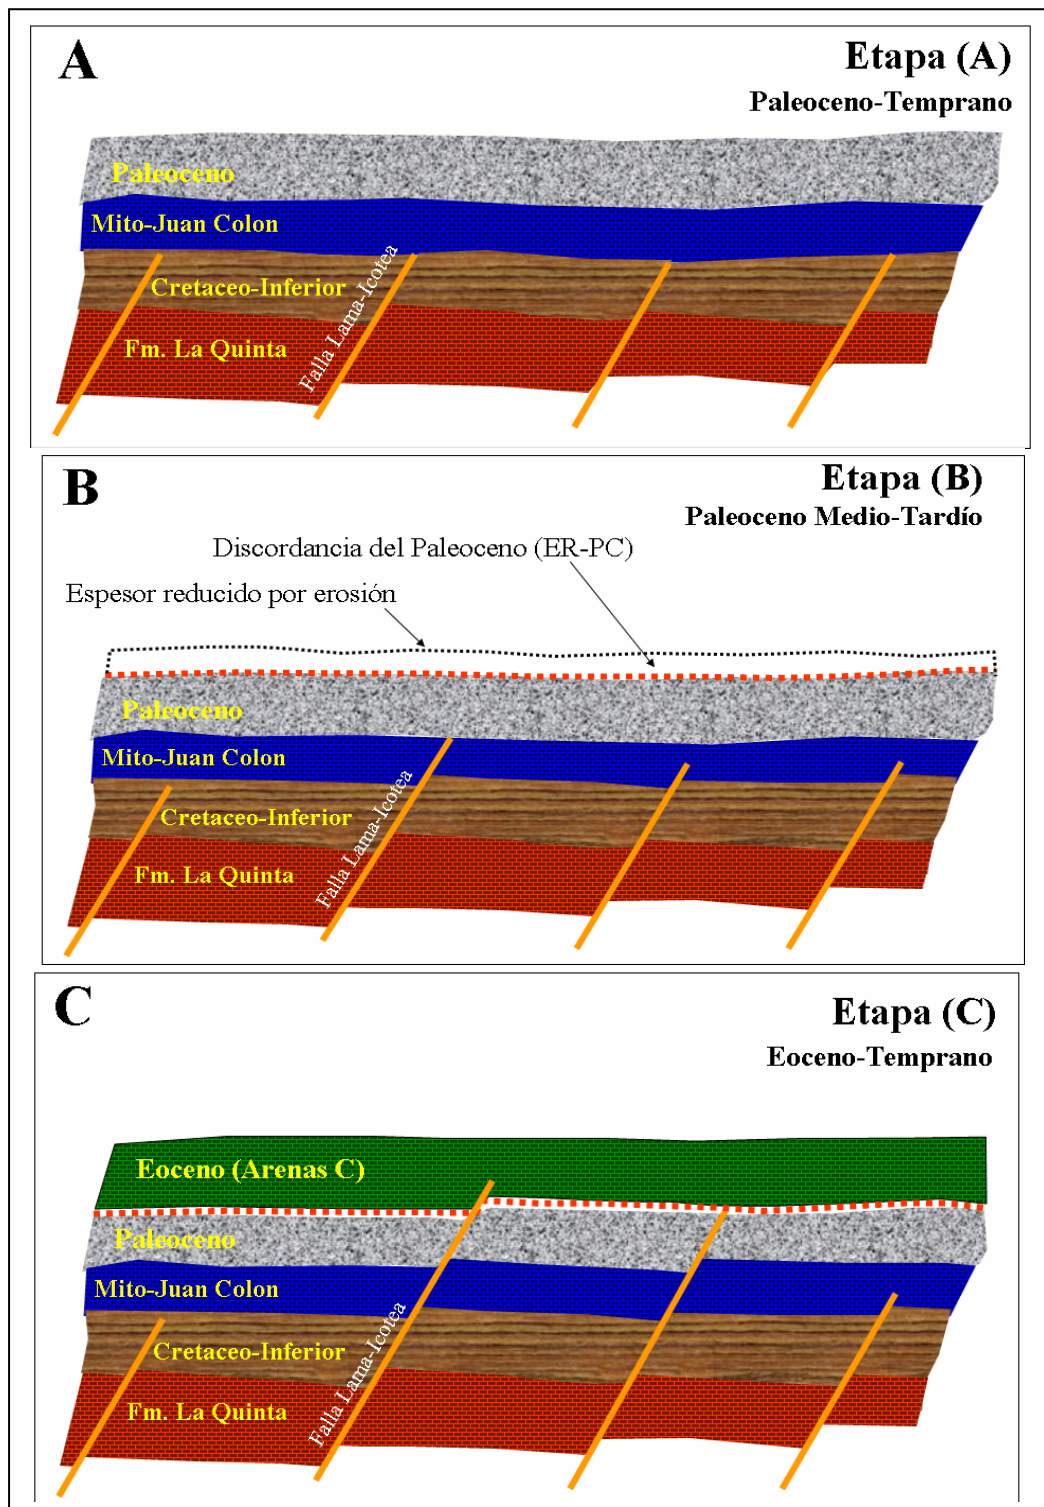 A
Etapa (A)
Paleoceno-Temprano
Paleoceno
Mito-Juan Colon
Cretaceo-Inferior
Falla Lama-Icotea
Fm. La Quinta
B
Etapa (B)
Paleoceno Medio-Tardío
Discordancia del Paleoceno (ER-PC)
Espesor reducido por erosión
Paleoceno
Mito-Juan Colon
Cretaceo-Inferior
Falla Lama-Icotea
Fm. La Quinta
C
Etapa (C)
Eoceno-Temprano
Eoceno (Arenas C)
Paleoceno
Mito-Juan Colon
Cretaceo-Inferior
Falla Lama-Icotea
Fm. La Quinta